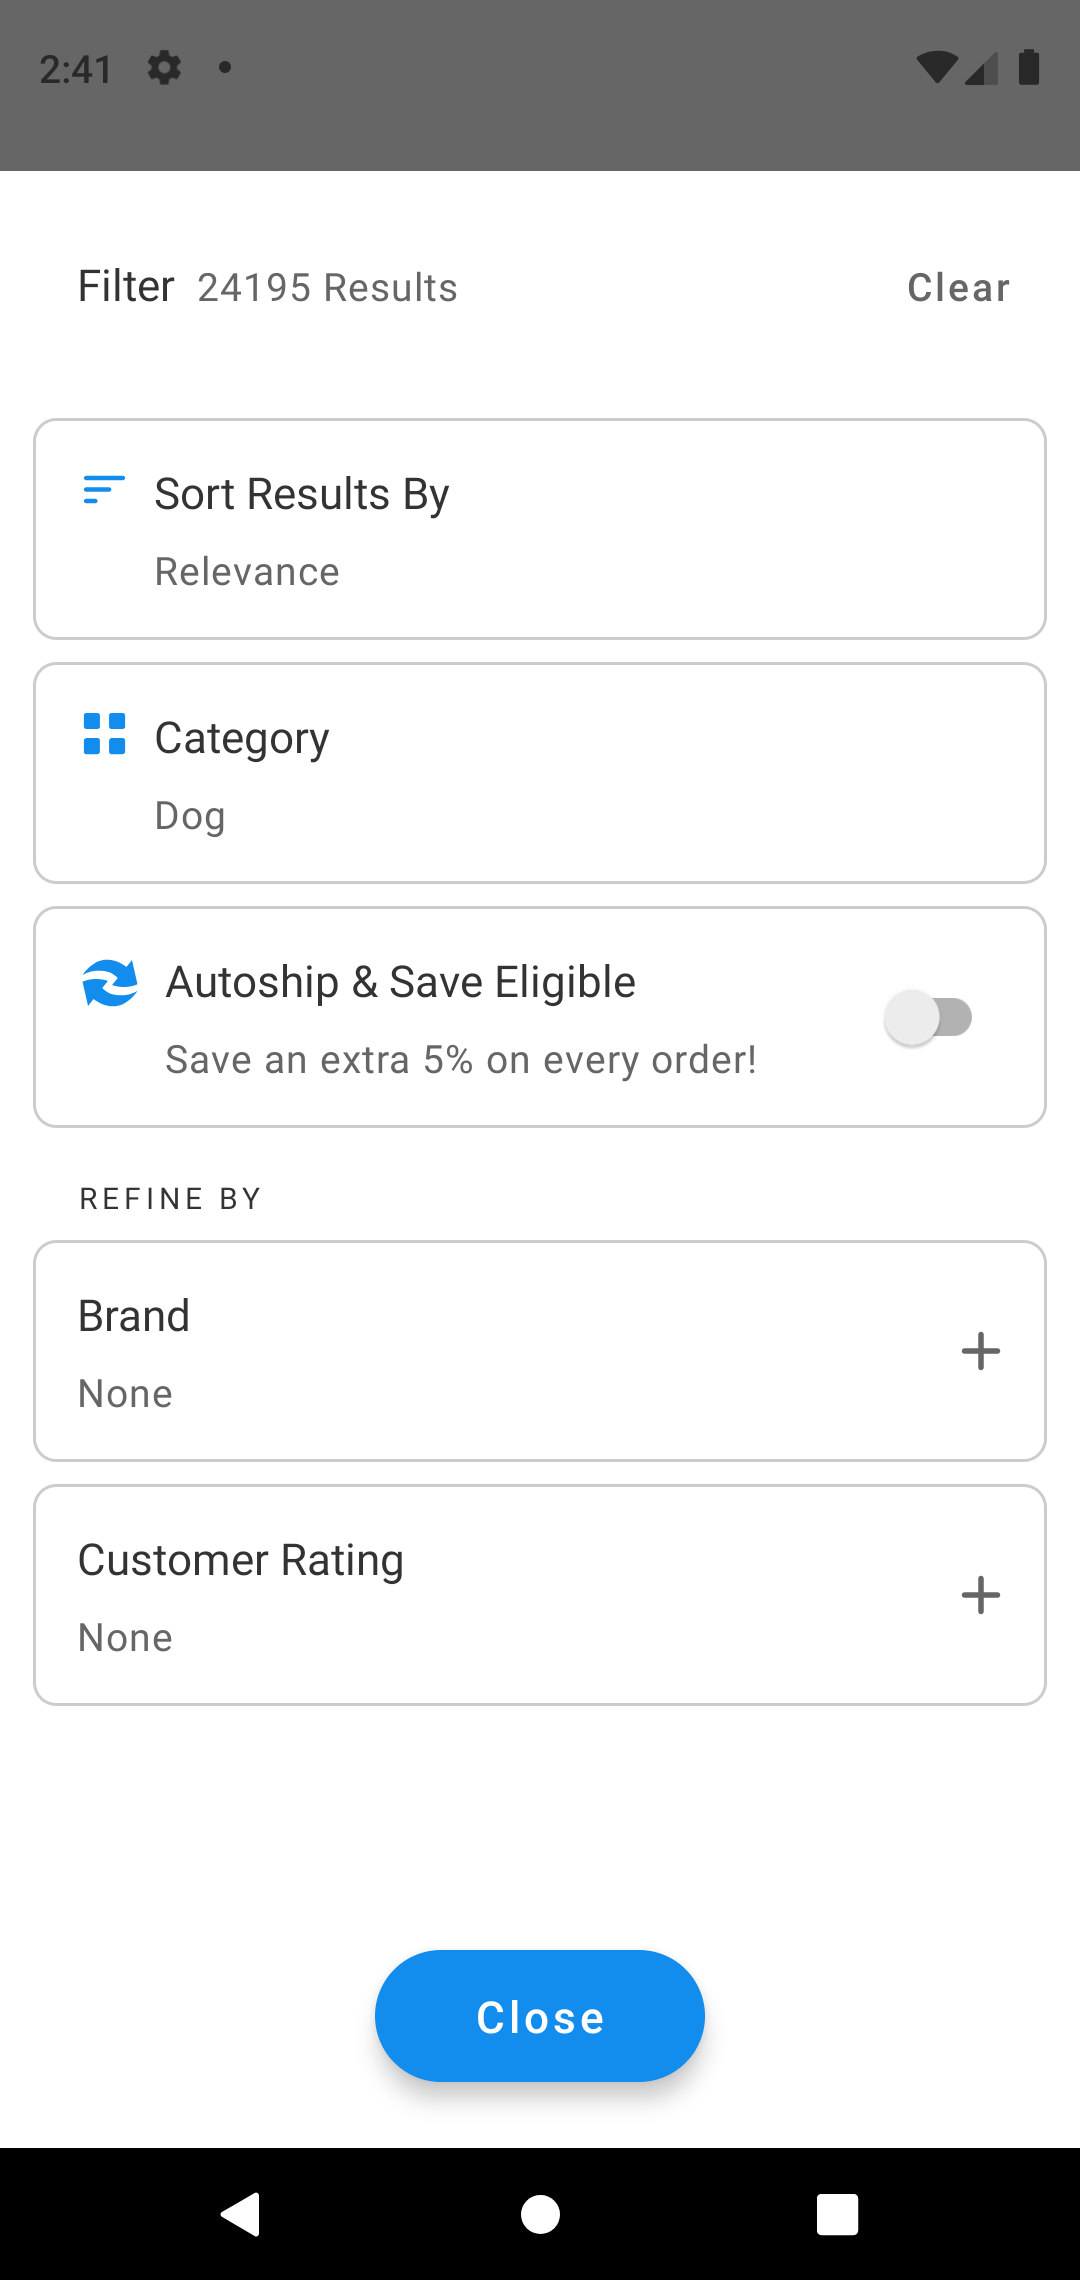 2:41
Filter 24195 Results Clear
Sort Results By
Relevance
Category
Dog
Autoship & Save Eligible
Save an extra 5% on every order!
REFINE BY
Brand
None
Customer Rating
None
Close